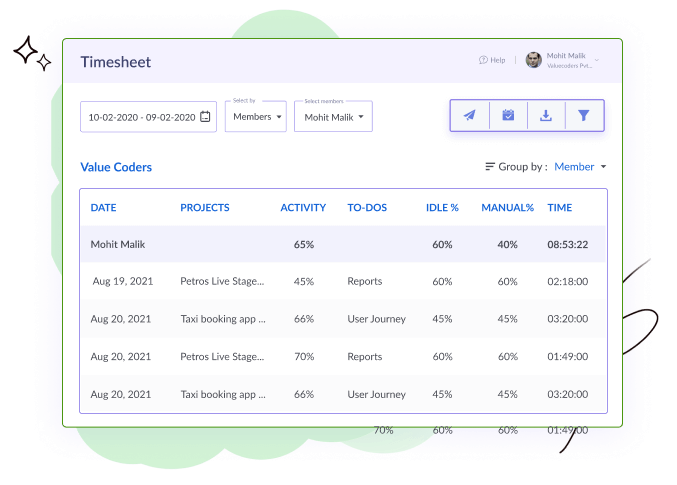 Timesheet
Help
Mohit Malik
Valuecoders Pvt...
10-02-2020 - 09-02-2020
Select by
Members
Select members
Mohit Malik
Value Coders
Group by : Member
DATE PROJECTS ACTIVITY TO-DOS IDLE % MANUAL% TIME
Mohit Malik 65% 60% 40% 08:53:22
Aug 19, 2021 Petros Live Stage... 45% Reports 60% 60% 02:18:00
Aug 20, 2021 Taxi booking app ... 66% User Journey 45% 45% 03:20:00
Aug 20, 2021 Petros Live Stage... 70% Reports 60% 60% 01:49:00
Aug 20, 2021 Taxi booking app ... 66% User Journey 45% 45% 03:20:00
70% 60% 60% 01:49:00